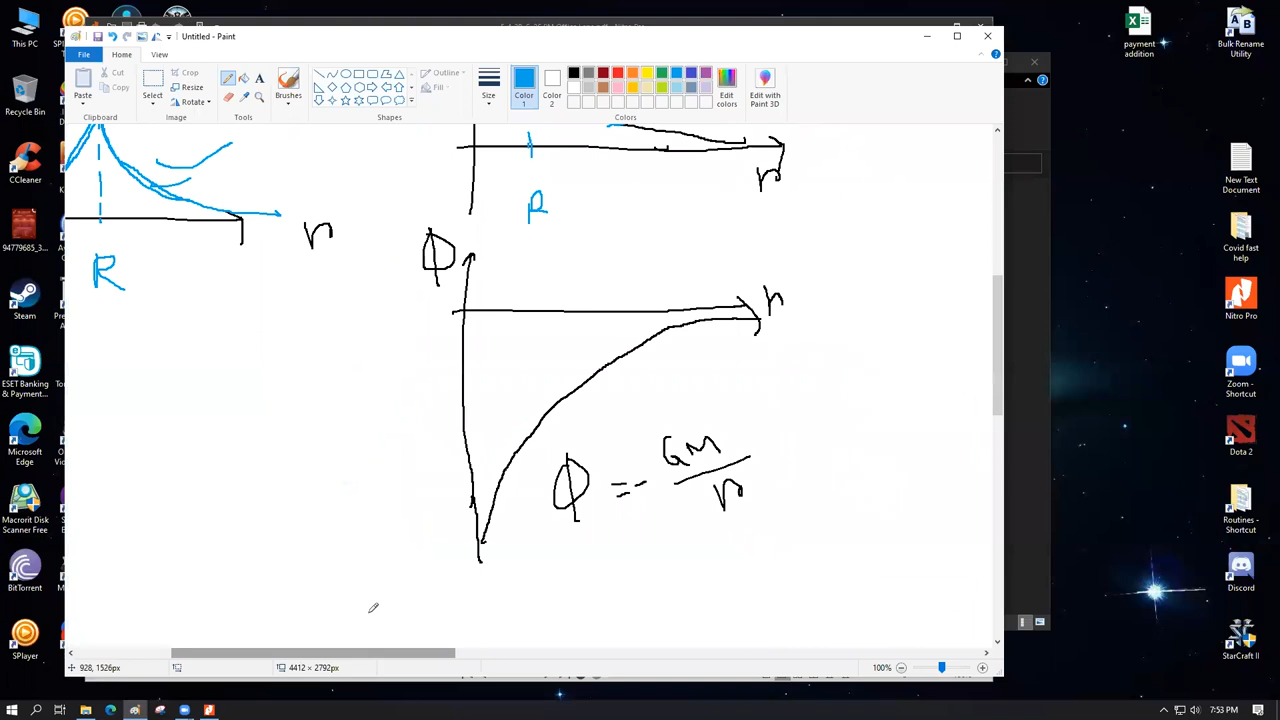 This PC
Recycle Bin
CCleaner
94779685_3...
Steam
ESET Banking
& Payment...
Microsoft
Edge
Macrorit Disk
Scanner Free
BitTorrent
SPlayer
Untitled - Paint
File
Home
View
Paste
Cut
Copy
Clipboard
Select
Crop
Resize
Rotate
Image
A
Tools
Brushes
Shapes
Outline
Fill
Size
Color
1
Color
2
Colors
Edit
colors
Edit with
Paint 3D
payment
addition
Bulk Rename
Utility
New Text
Document
Application
Covid fast
help
Nitro Pro
Zoom -
Shortcut
Dota 2
Routines -
Shortcut
Discord
StarCraft II
R
r
R
r
Φ
r
Φ = - GM
r
928, 1526px
4412 × 2792px
100%
7:53 PM